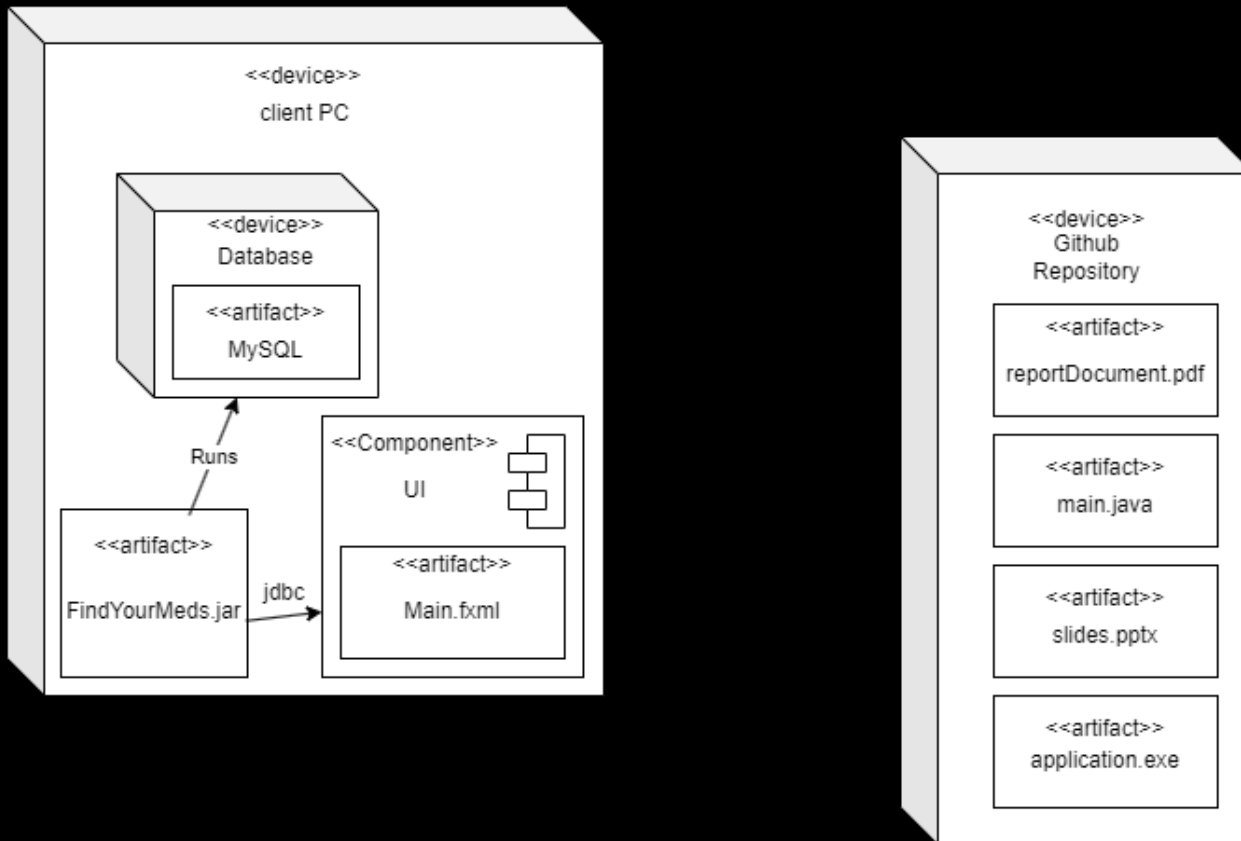 <<device>>
client PC
<<device>>
Database
<<artifact>>
MySQL
Runs
<<artifact>>
FindYourMeds.jar
jdbc
<<Component>>
UI
<<artifact>>
Main.fxml
<<device>>
Github
Repository
<<artifact>>
reportDocument.pdf
<<artifact>>
main.java
<<artifact>>
slides.pptx
<<artifact>>
application.exe